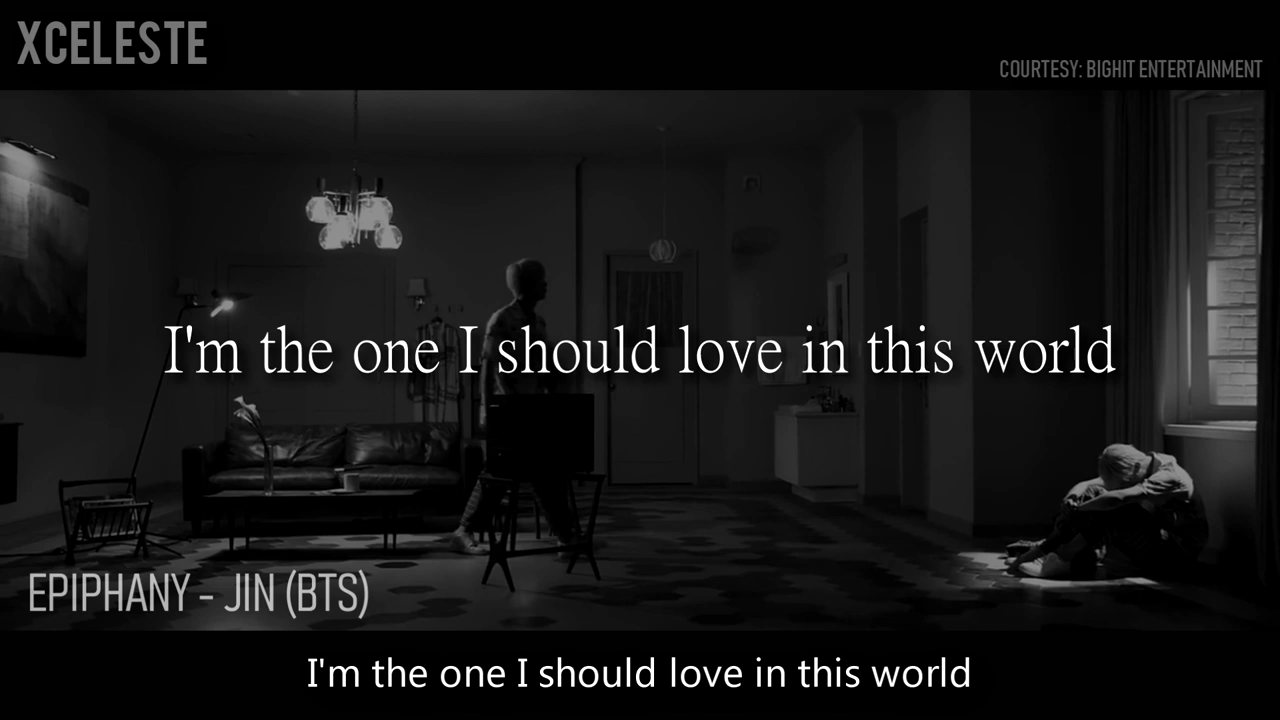 XCELESTE
COURTESY: BIGHIT ENTERTAINMENT
I'm the one I should love in this world
EPIPHANY - JIN (BTS)
I'm the one I should love in this world